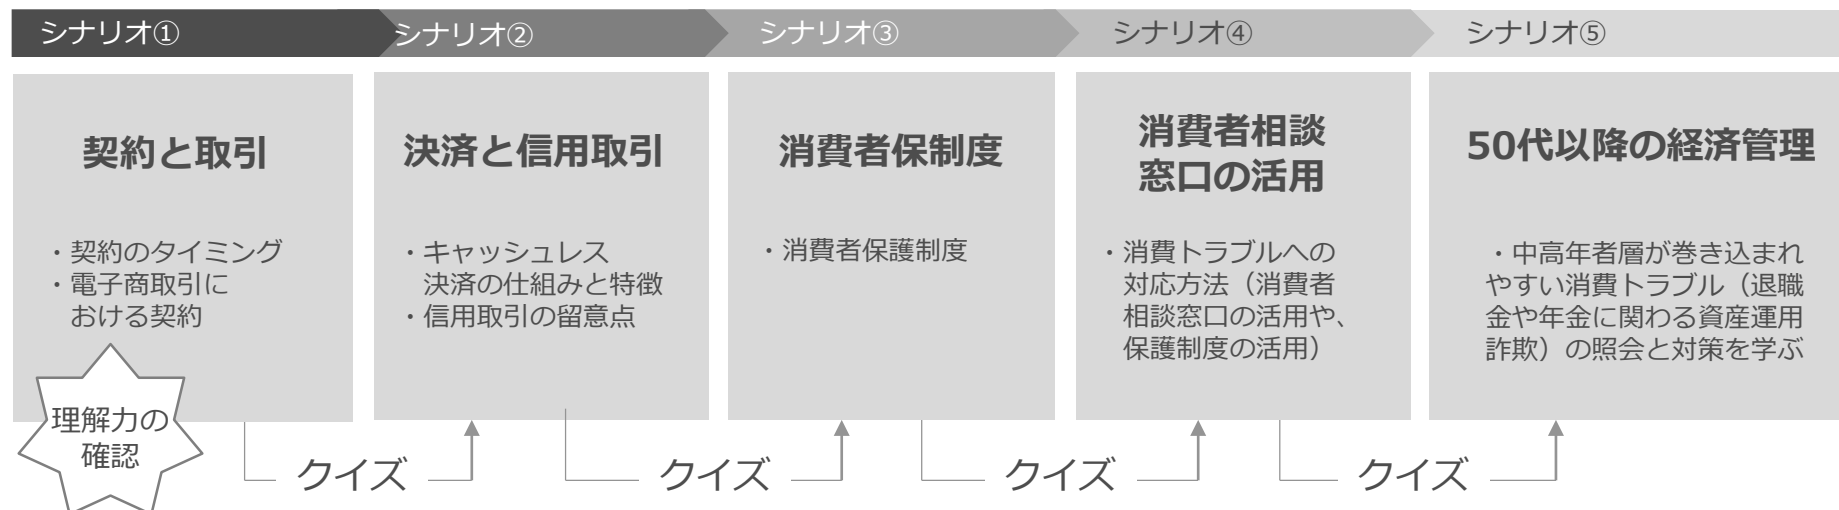 シナリオ①
シナリオ②
シナリオ③
シナリオ④
シナリオ⑤
契約と取引
・契約のタイミング
・電子商取引に
おける契約
決済と信用取引
・キャッシュレス
決済の仕組みと特徴
・信用取引の留意点
消費者保制度
・消費者保護制度
消費者相談
窓口の活用
・消費トラブルへの
対応方法（消費者
相談窓口の活用や、
保護制度の活用）
50代以降の経済管理
・中高年者層が巻き込まれ
やすい消費トラブル（退職
金や年金に関わる資産運用
詐欺）の照会と対策を学ぶ
理解力の
確認
クイズ
クイズ
クイズ
クイズ